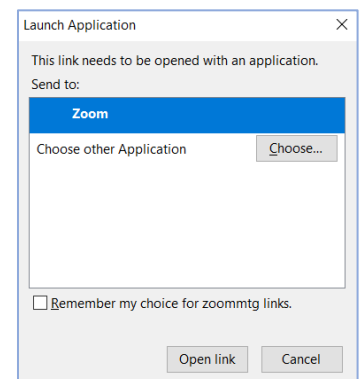 Launch Application
This link needs to be opened with an application.
Send to:
Zoom
Choose other Application
Choose...
Remember my choice for zoommtg links.
Open link
Cancel